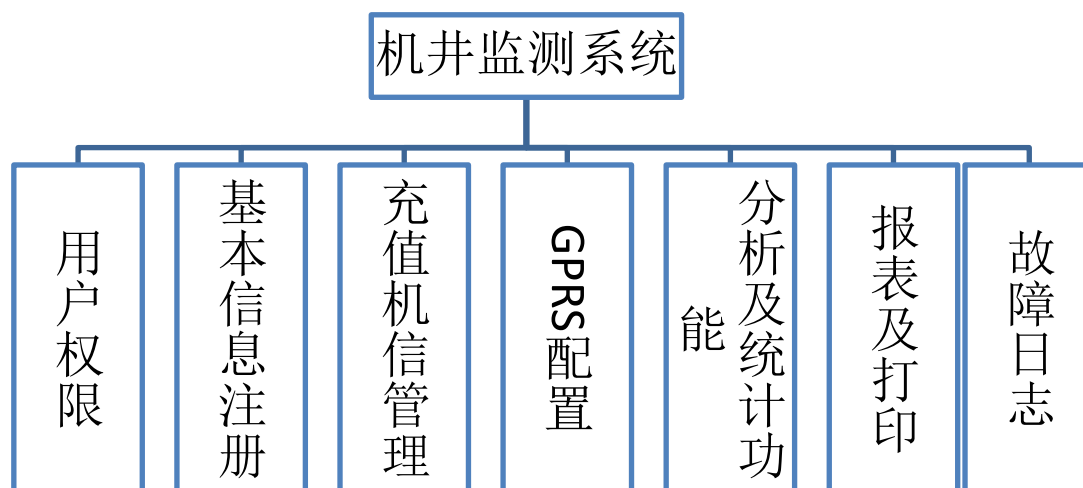 机井监测系统
用户权限
基本信息注册
充值机信管理
GPRS配置
分析及统计功
能
报表及打印
故障日志